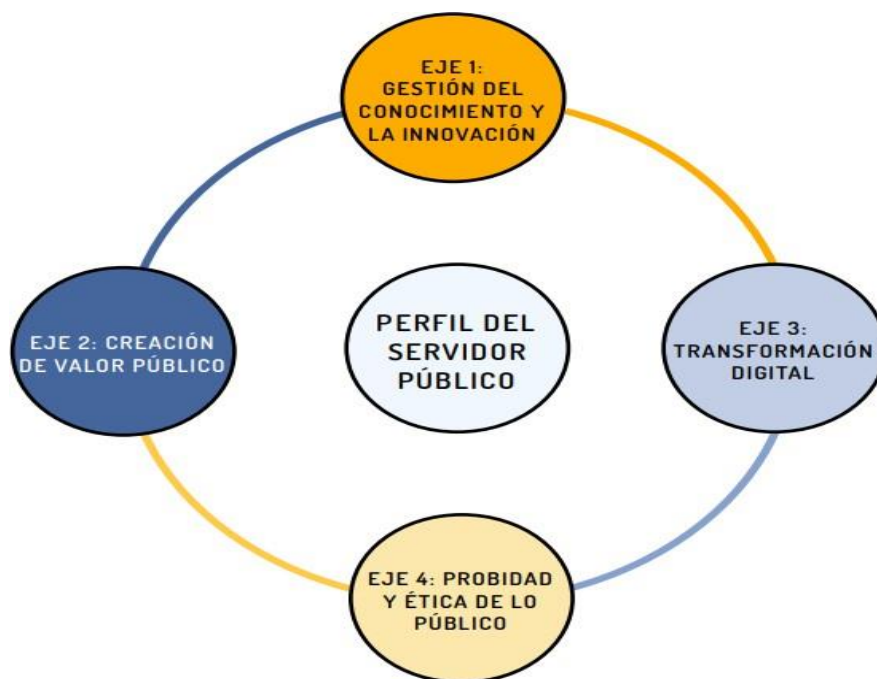 EJE 1:
GESTIÓN DEL
CONOCIMIENTO Y
LA INNOVACIÓN
EJE 2: CREACIÓN
DE VALOR PÚBLICO
PERFIL DEL
SERVIDOR
PÚBLICO
EJE 3:
TRANSFORMACIÓN
DIGITAL
EJE 4: PROBIDAD
Y ÉTICA DE LO
PÚBLICO